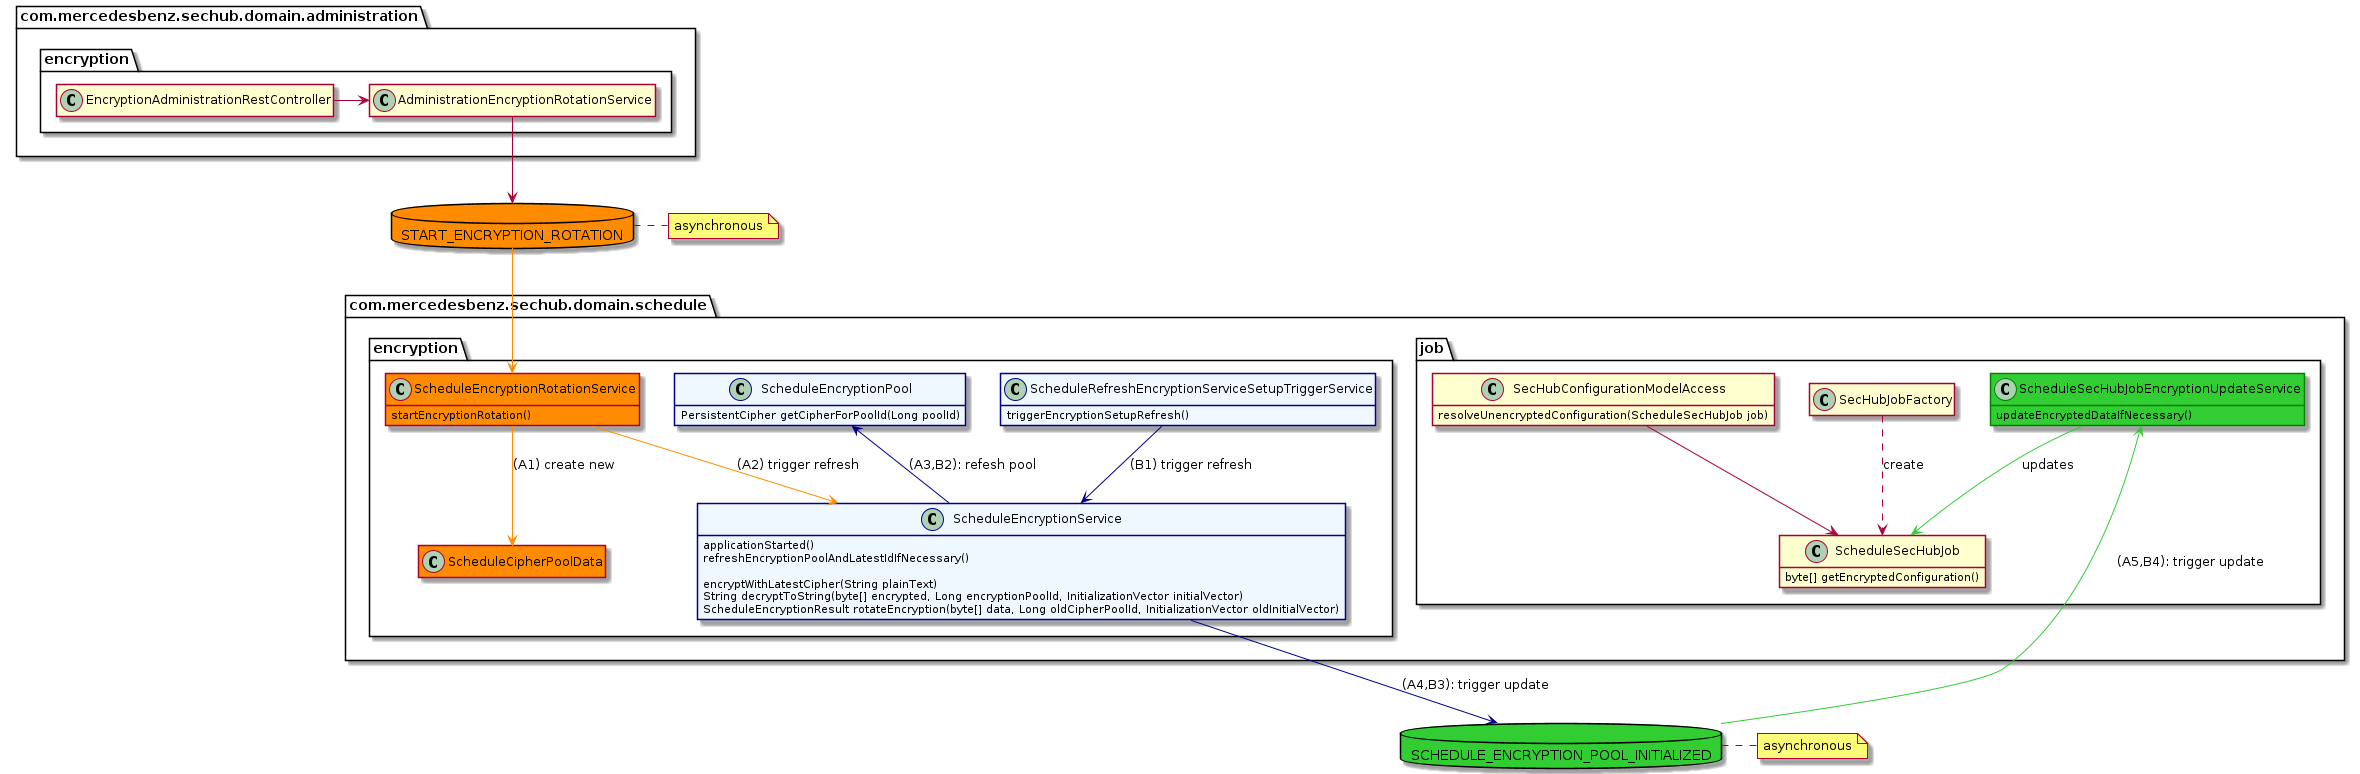 com.mercedesbenz.sechub.domain.administration
encryption
C EncryptionAdministrationRestController
C AdministrationEncryptionRotationService
START_ENCRYPTION_ROTATION
asynchronous
com.mercedesbenz.sechub.domain.schedule
encryption
C ScheduleEncryptionRotationService
startEncryptionRotation()
C ScheduleEncryptionPool
PersistentCipher getCipherForPoolId(Long poolId)
C ScheduleRefreshEncryptionServiceSetupTriggerService
triggerEncryptionSetupRefresh()
(A1) create new
(A2) trigger refresh
(A3,B2): refesh pool
(B1) trigger refresh
C ScheduleCipherPoolData
C ScheduleEncryptionService
applicationStarted()
refreshEncryptionPoolAndLatestIdIfNecessary()
encryptWithLatestCipher(String plainText)
String decryptToString(byte[] encrypted, Long encryptionPoolId, InitializationVector initialVector)
ScheduleEncryptionResult rotateEncryption(byte[] data, Long oldCipherPoolId, InitializationVector oldInitialVector)
job
C SecHubConfigurationModelAccess
resolveUnencryptedConfiguration(ScheduleSecHubJob job)
C SecHubJobFactory
C ScheduleSecHubJobEncryptionUpdateService
updateEncryptedDataIfNecessary()
create
updates
C ScheduleSecHubJob
byte[] getEncryptedConfiguration()
(A5,B4): trigger update
(A4,B3): trigger update
SCHEDULE_ENCRYPTION_POOL_INITIALIZED
asynchronous